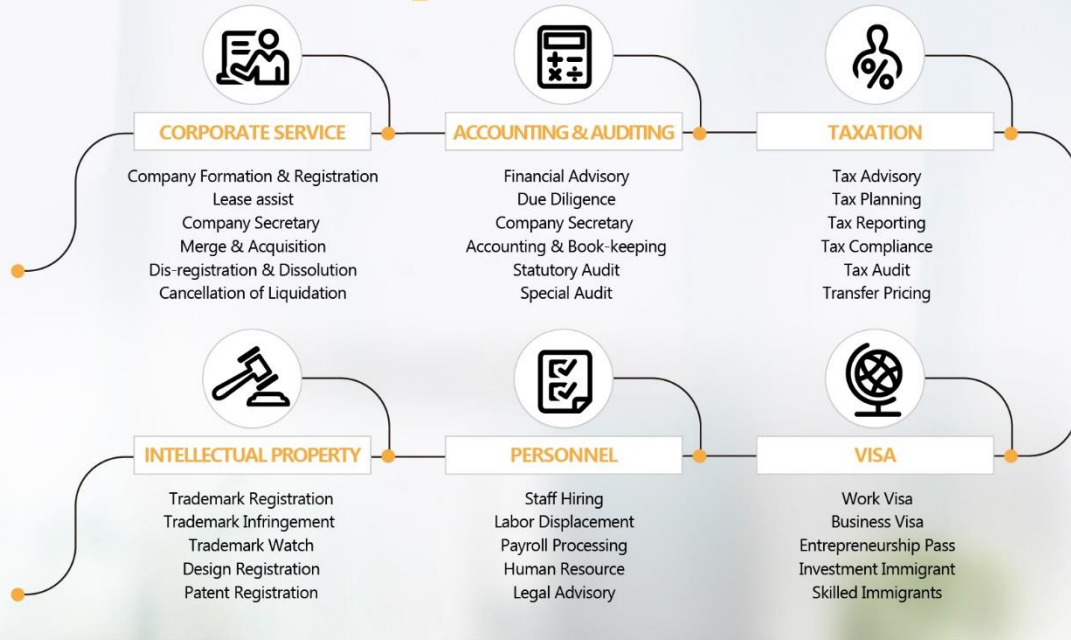 CORPORATE SERVICE
Company Formation & Registration
Lease assist
Company Secretary
Merge & Acquisition
Dis-registration & Dissolution
Cancellation of Liquidation
ACCOUNTING & AUDITING
Financial Advisory
Due Diligence
Company Secretary
Accounting & Book-keeping
Statutory Audit
Special Audit
TAXATION
Tax Advisory
Tax Planning
Tax Reporting
Tax Compliance
Tax Audit
Transfer Pricing
INTELLECTUAL PROPERTY
Trademark Registration
Trademark Infringement
Trademark Watch
Design Registration
Patent Registration
PERSONNEL
Staff Hiring
Labor Displacement
Payroll Processing
Human Resource
Legal Advisory
VISA
Work Visa
Business Visa
Entrepreneurship Pass
Investment Immigrant
Skilled Immigrants